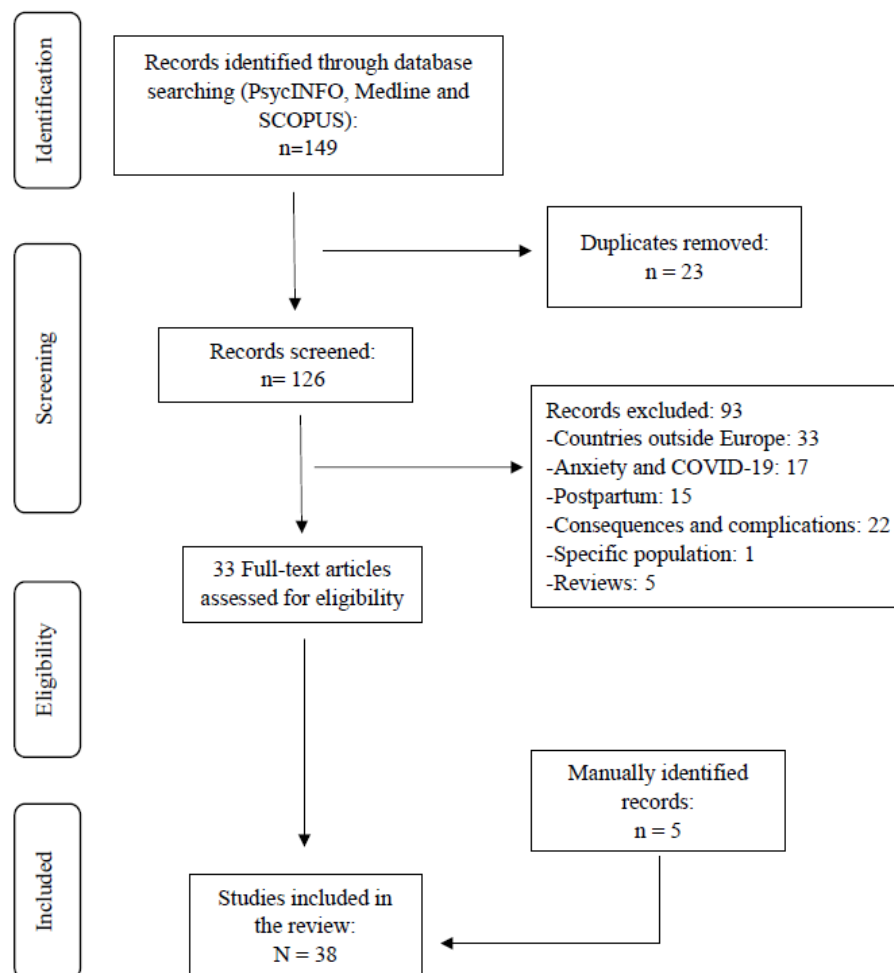 Identification
Records identified through database
searching (PsycINFO, Medline and
SCOPUS):
n=149
Duplicates removed:
n = 23
Screening
Records screened:
n= 126
Records excluded: 93
-Countries outside Europe: 33
-Anxiety and COVID-19: 17
-Postpartum: 15
-Consequences and complications: 22
-Specific population: 1
-Reviews: 5
33 Full-text articles
assessed for eligibility
Eligibility
Manually identified
records:
n = 5
Included
Studies included in
the review:
N = 38